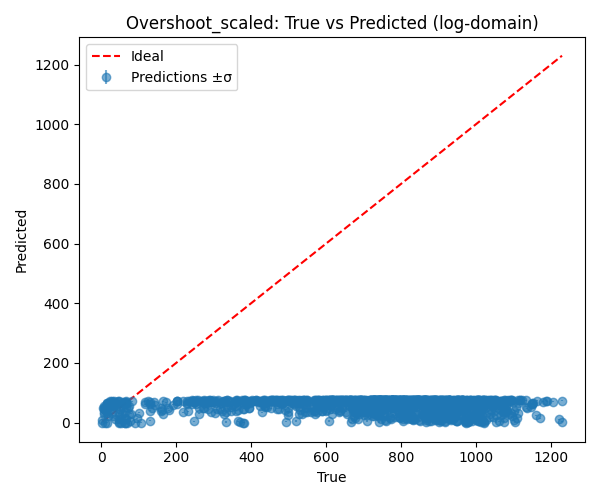 Overshoot_scaled: True vs Predicted (log-domain)
Ideal
Predictions ±σ
1200
1000
800
600
400
200
0
Predicted
0 200 400 600 800 1000 1200
True